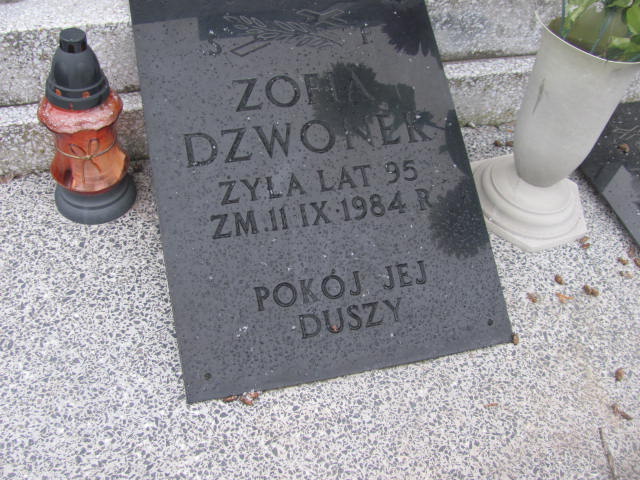 S P
ZOFIA
DZWONEK
ŻYŁA LAT 95
ZM. 11 IX 1984 R
POKÓJ JEJ
DUSZY